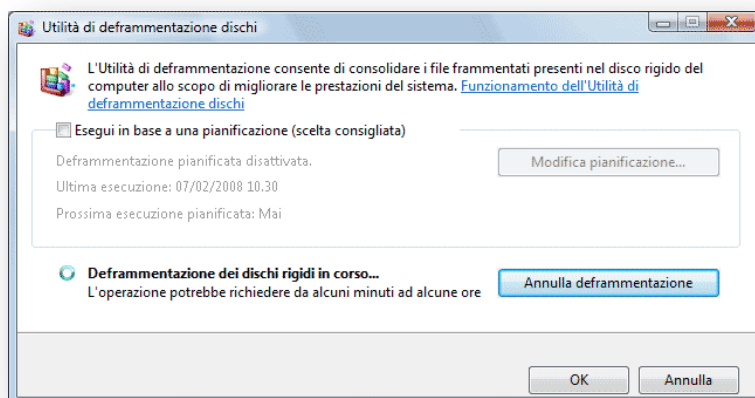 Utilità di deframmentazione dischi
L'Utilità di deframmentazione consente di consolidare i file frammentati presenti nel disco rigido del
computer allo scopo di migliorare le prestazioni del sistema. Funzionamento dell'Utilità di
deframmentazione dischi
Esegui in base a una pianificazione (scelta consigliata)
Deframmentazione pianificata disattivata.
Modifica pianificazione...
Ultima esecuzione: 07/02/2008 10.30
Prossima esecuzione pianificata: Mai
Deframmentazione dei dischi rigidi in corso...
L'operazione potrebbe richiedere da alcuni minuti ad alcune ore
Annulla deframmentazione
OK
Annulla